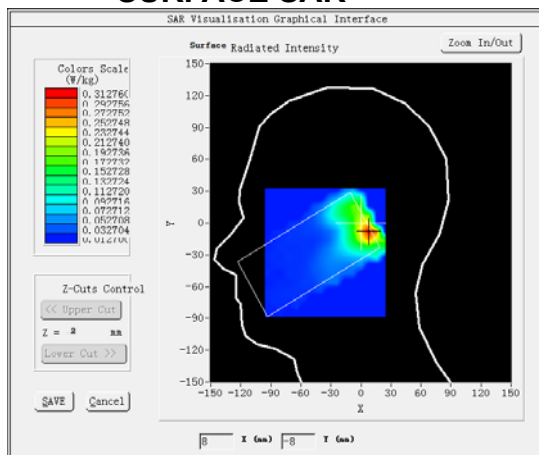 SURFACE SAR
SAR Visualisation Graphical Interface
Surface Radiated Intensity
Zoom In/Out
Colors Scale
(W/kg)
0.312760
0.292756
0.272752
0.252748
0.232744
0.212740
0.192736
0.172732
0.152728
0.132724
0.112720
0.092716
0.072712
0.052708
0.032704
0.012700
150
120
90
60
30
0
-30
-60
-90
-120
-150
Y
-150 -120 -90 -60 -30 0 30 60 90 120 150
X
Z-Cuts Control
<< Upper Cut
Z = 2 mm
Lower Cut >>
SAVE Cancel
8 X (mm) -8 Y (mm)